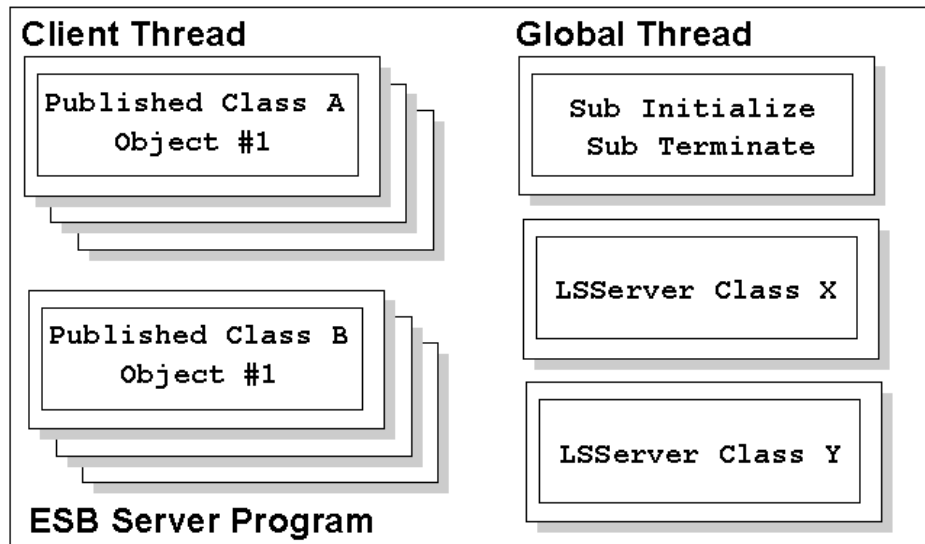 Client Thread
Published Class A
Object #1
Published Class B
Object #1
ESB Server Program
Global Thread
Sub Initialize
Sub Terminate
LSServer Class X
LSServer Class Y